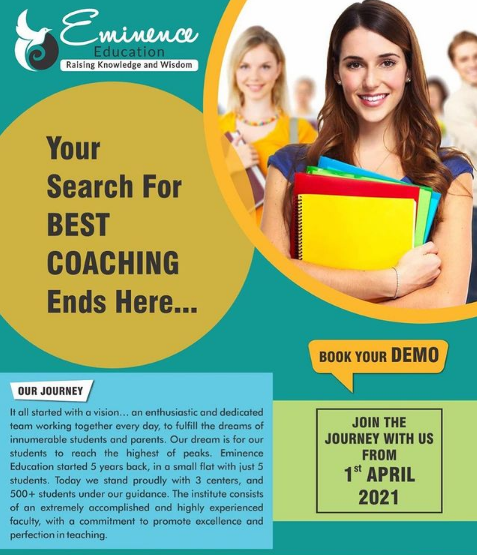 Eminence
Education
Raising Knowledge and Wisdom
Your
Search For
BEST
COACHING
Ends Here...
BOOK YOUR DEMO
OUR JOURNEY
It all started with a vision... an enthusiastic and dedicated
team working together every day, to fulfill the dreams of
innumerable students and parents. Our dream is for our
students to reach the highest of peaks. Eminence
Education started 5 years back, in a small flat with just 5
students. Today we stand proudly with 3 centers, and
500+ students under our guidance. The institute consists
of an extremely accomplished and highly experienced
faculty, with a commitment to promote excellence and
perfection in teaching.
JOIN THE
JOURNEY WITH US
FROM
1st APRIL
2021